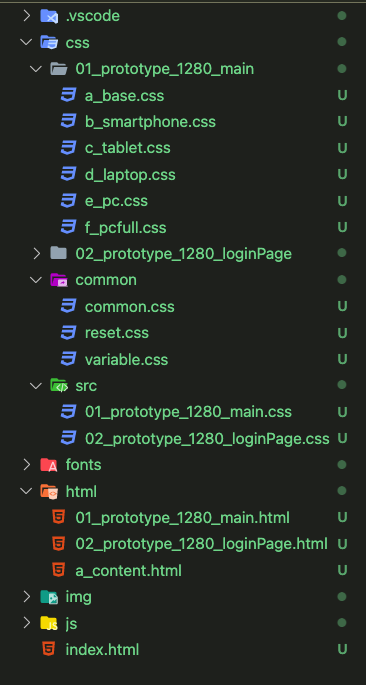 .vscode
css
01_prototype_1280_main
a_base.css U
b_smartphone.css U
c_tablet.css U
d_laptop.css U
e_pc.css U
f_pcfull.css U
02_prototype_1280_loginPage
common
common.css U
reset.css U
variable.css U
src
01_prototype_1280_main.css U
02_prototype_1280_loginPage.css U
fonts
html
01_prototype_1280_main.html U
02_prototype_1280_loginPage.html U
a_content.html U
img
js
index.html U